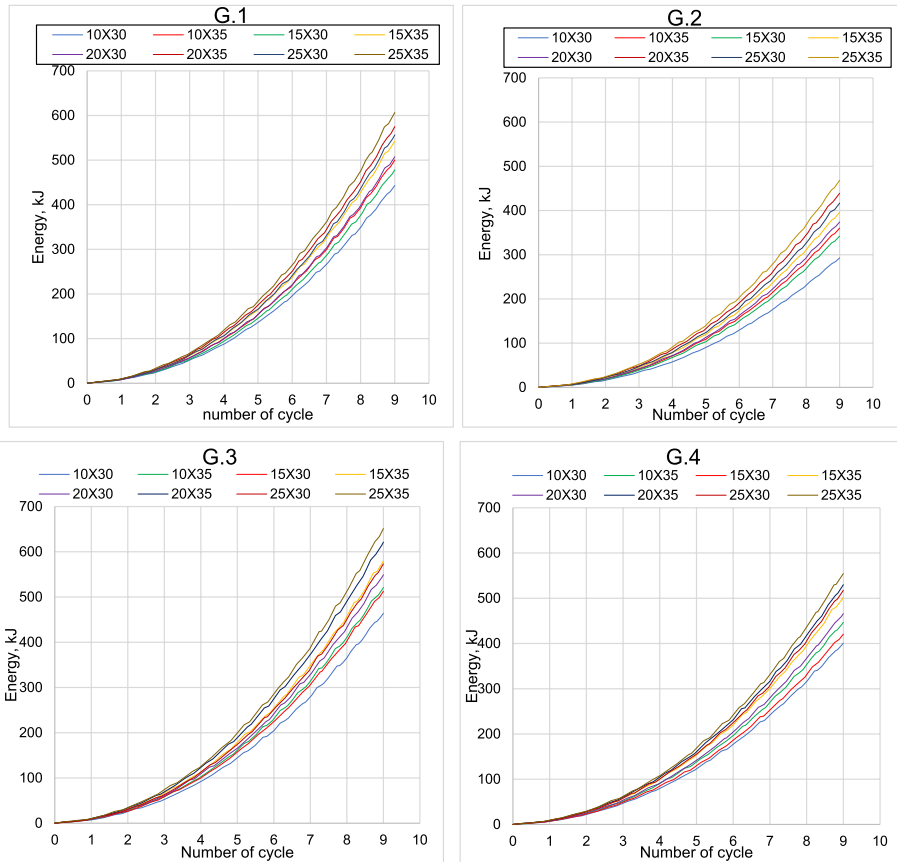 G.1
10X30 10X35 15X30 15X35
20X30 20X35 25X30 25X35
700
600
500
400
300
200
100
0
Energy, kJ
0 1 2 3 4 5 6 7 8 9 10
number of cycle
G.2
10X30 10X35 15X30 15X35
20X30 20X35 25X30 25X35
700
600
500
400
300
200
100
0
Energy, kJ
0 1 2 3 4 5 6 7 8 9 10
Number of cycle
G.3
10X30 10X35 15X30 15X35
20X30 20X35 25X30 25X35
700
600
500
400
300
200
100
0
Energy, kJ
0 1 2 3 4 5 6 7 8 9 10
Number of cycle
G.4
10X30 10X35 15X30 15X35
20X30 20X35 25X30 25X35
700
600
500
400
300
200
100
0
Energy, kJ
0 1 2 3 4 5 6 7 8 9 10
Number of cycle